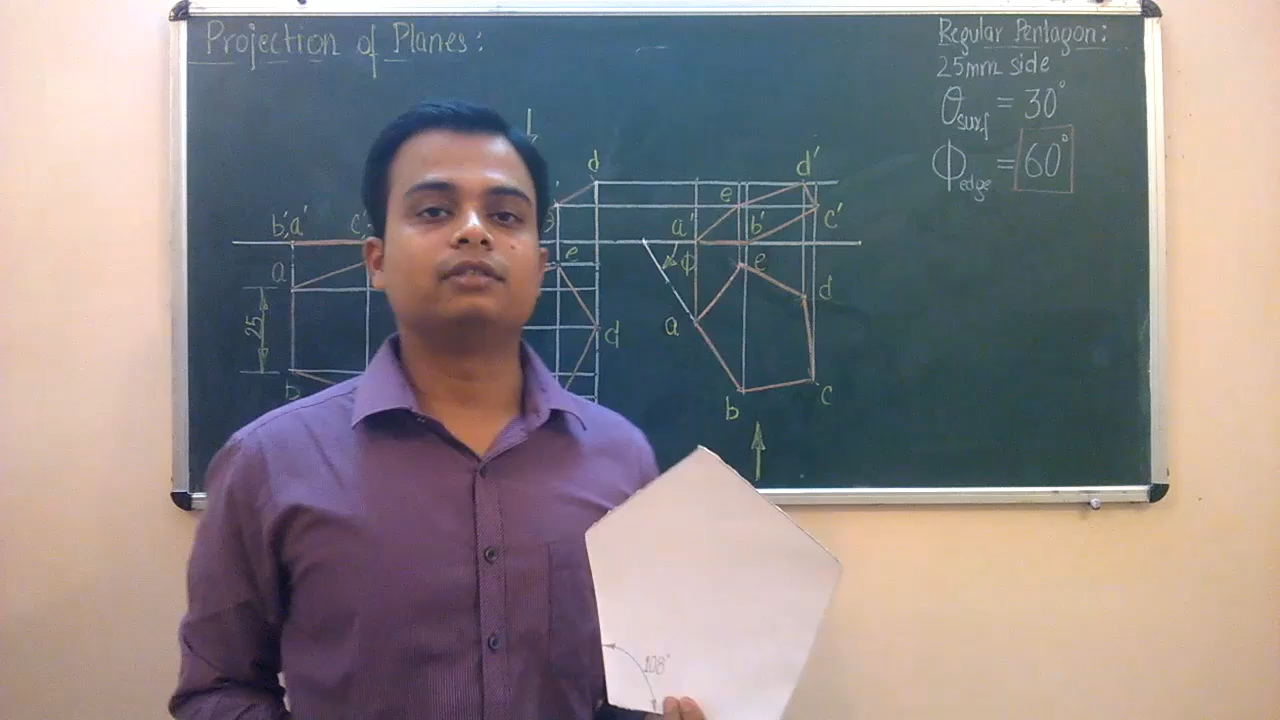 Projection of Planes:
Regular Pentagon:
25mm side
θsurf = 30°
ϕedge = 60°
d
d'
e'
b',a'
c',
a'
b'
c'
e
ϕ
e
a
d
25
a
d
b
b
c
108°